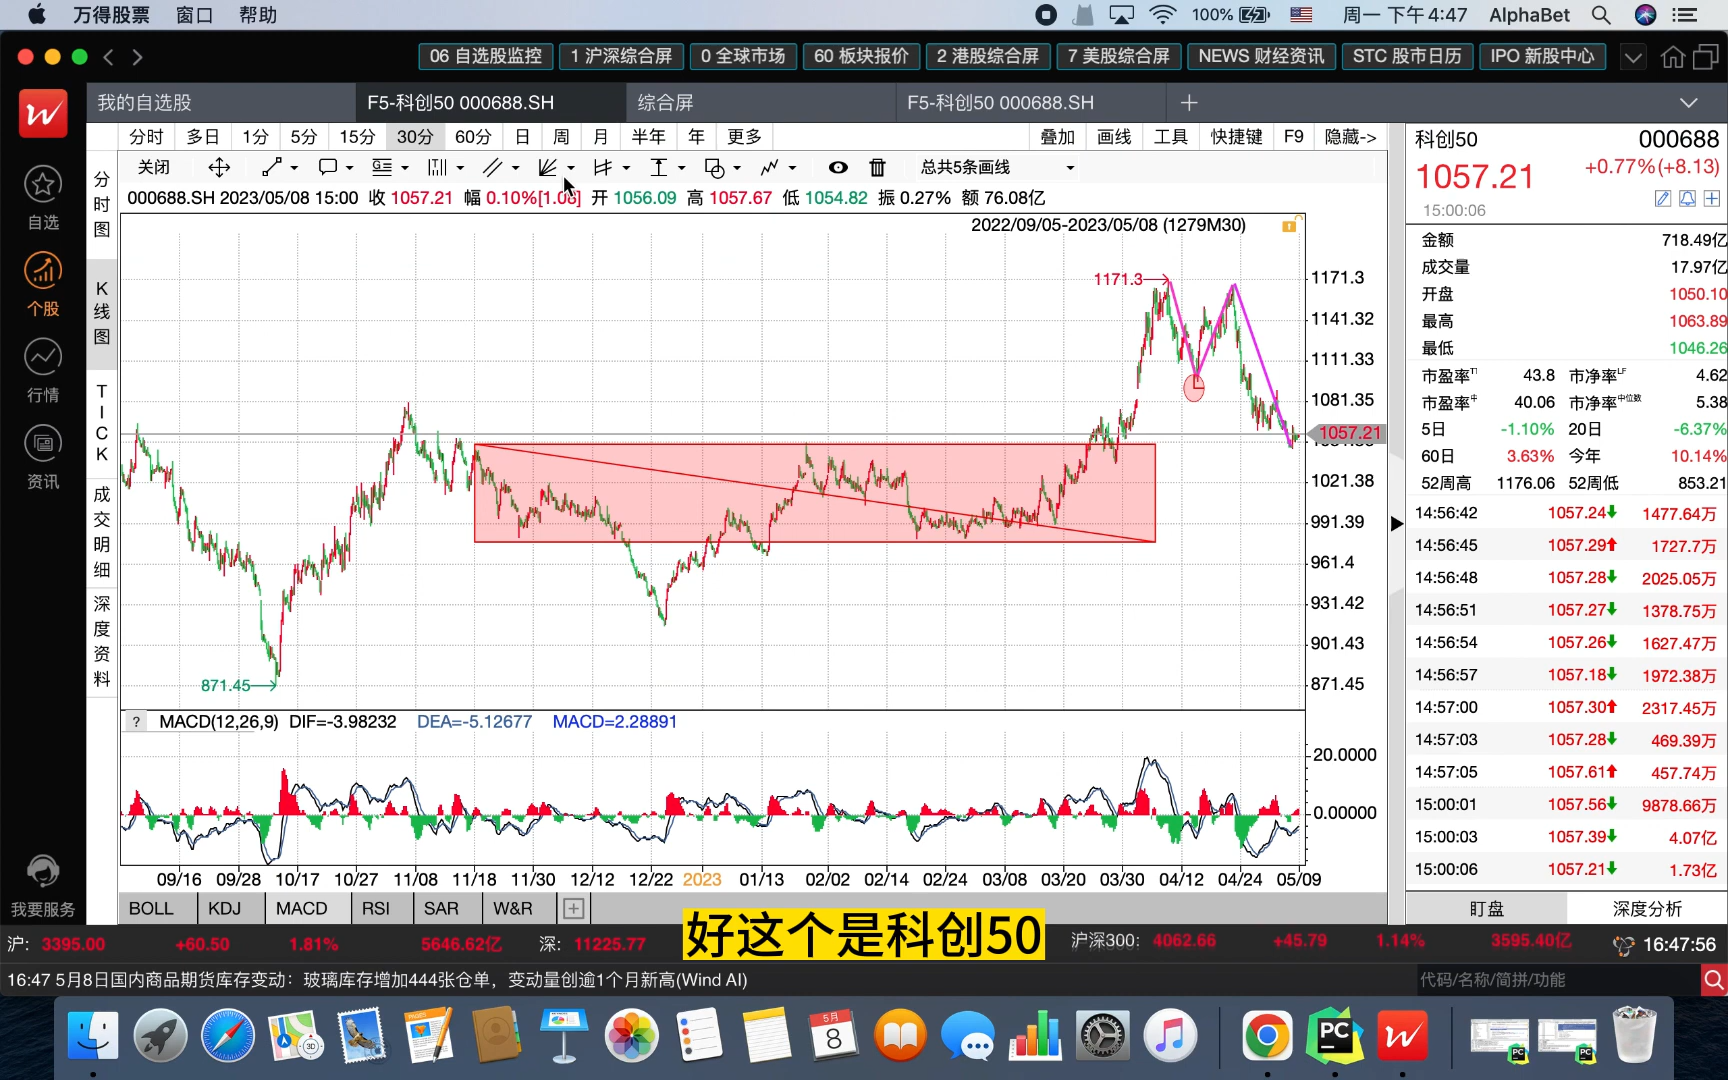 万得股票 窗口 帮助 100% 周一 下午4:47 AlphaBet
06 自选股监控 1 沪深综合屏 0 全球市场 60 板块报价 2 港股综合屏 7 美股综合屏 NEWS 财经资讯 STC 股市日历 IPO 新股中心
我的自选股 F5-科创50 000688.SH 综合屏 F5-科创50 000688.SH
分时 多日 1分 5分 15分 30分 60分 日 周 月 半年 年 更多 叠加 画线 工具 快捷键 F9 隐藏->
关闭 总共5条画线
000688.SH 2023/05/08 15:00 收 1057.21 幅 0.10%[1.06] 开 1056.09 高 1057.67 低 1054.82 振 0.27% 额 76.08亿
2022/09/05-2023/05/08 (1279M30)
自选
个股
行情
资讯
我要服务
分时图
K线图
TICK
成交明细
深度资料
1171.3
871.45
1171.3
1141.32
1111.33
1081.35
1057.21
1021.38
991.39
961.4
931.42
901.43
871.45
? MACD(12,26,9) DIF=-3.98232 DEA=-5.12677 MACD=2.28891
20.0000
0.00000
09/16 09/28 10/17 10/27 11/08 11/18 11/30 12/12 12/22 2023 01/13 02/02 02/14 02/24 03/08 03/20 03/30 04/12 04/24 05/09
BOLL KDJ MACD RSI SAR W&R
科创50 000688
1057.21 +0.77%(+8.13)
15:00:06
金额 718.49亿
成交量 17.97亿
开盘 1050.10
最高 1063.89
最低 1046.26
市盈率 43.8 市净率LF 4.62
市盈率中 40.06 市净率中位数 5.38
5日 -1.10% 20日 -6.37%
60日 3.63% 今年 10.14%
52周高 1176.06 52周低 853.21
14:56:42 1057.24 1477.64万
14:56:45 1057.29 1727.7万
14:56:48 1057.28 2025.05万
14:56:51 1057.27 1378.75万
14:56:54 1057.26 1627.47万
14:56:57 1057.18 1972.38万
14:57:00 1057.30 2317.45万
14:57:03 1057.28 469.39万
14:57:05 1057.61 457.74万
15:00:01 1057.56 9878.66万
15:00:03 1057.39 4.07亿
15:00:06 1057.21 1.73亿
盯盘 深度分析
沪: 3395.00 +60.50 1.81% 5646.62亿 深: 11225.77 沪深300: 4062.66 +45.79 1.14% 3595.40亿 16:47:56
好这个是科创50
16:47 5月8日国内商品期货库存变动：玻璃库存增加444张仓单，变动量创逾1个月新高(Wind AI) 代码/名称/简拼/功能
PAGES
3D
5月
8
PC
PC
PC